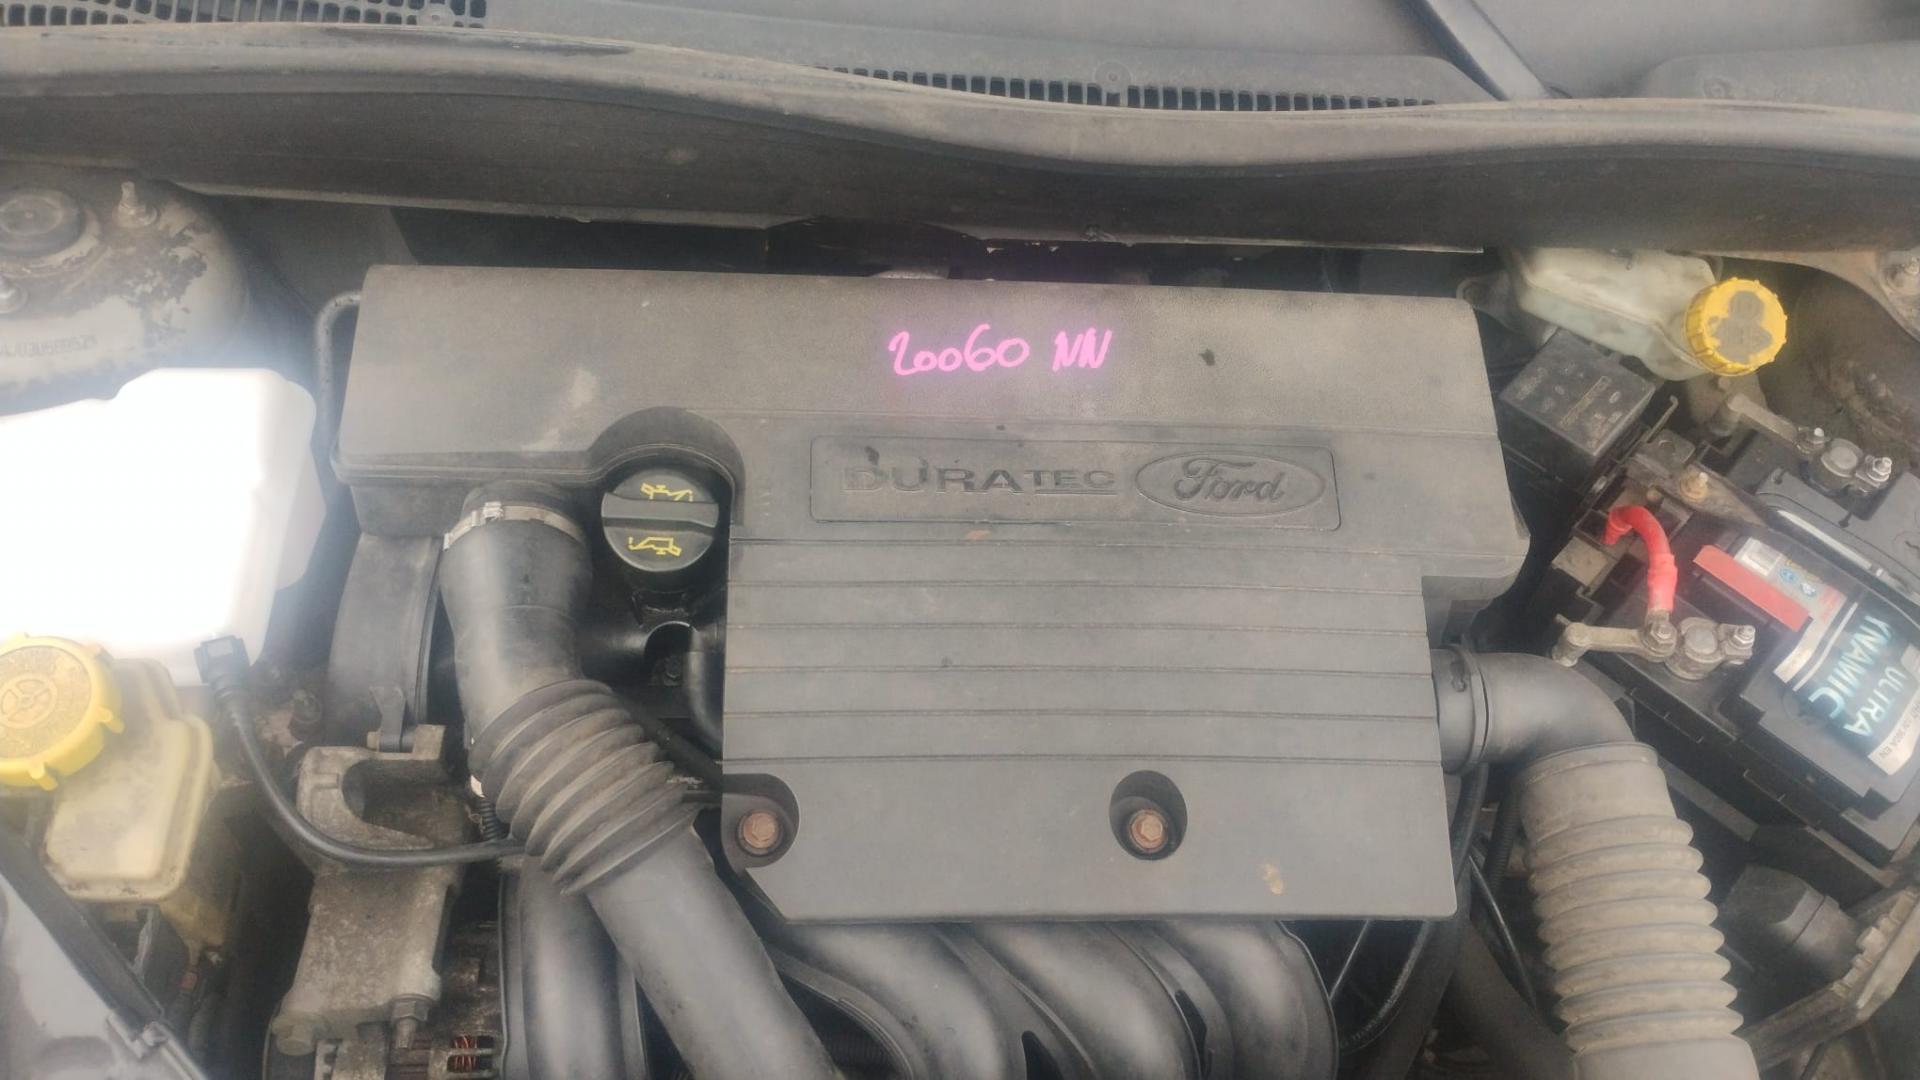 20060 NN
DURATEC Ford
ULTRA
YNAMIC